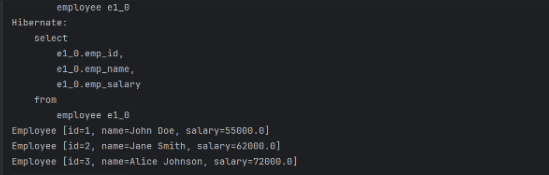 employee e1_0
Hibernate:
select
e1_0.emp_id,
e1_0.emp_name,
e1_0.emp_salary
from
employee e1_0
Employee [id=1, name=John Doe, salary=55000.0]
Employee [id=2, name=Jane Smith, salary=62000.0]
Employee [id=3, name=Alice Johnson, salary=72000.0]